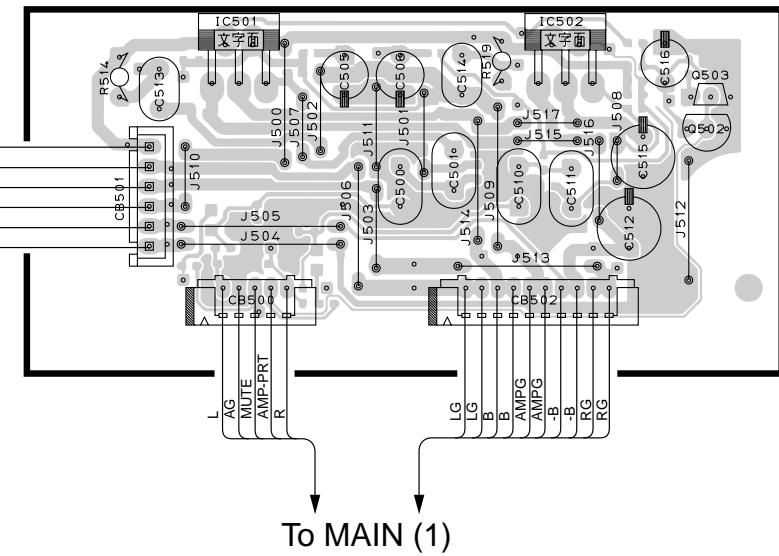 IC501
文字面
IC502
文字面
R514
C513
C505
C506
C514
R519
C516
Q503
Q502
J500
J507
J502
J511
J501
J517
J515
J516
J508
C515
CB501
J510
J506
J503
C500
C501
J514
J509
C510
C511
C512
J512
J505
J504
J513
CB500
CB502
L
AG
MUTE
AMP-PRT
R
LG
LG
B
B
AMPG
AMPG
-B
-B
RG
RG
To MAIN (1)